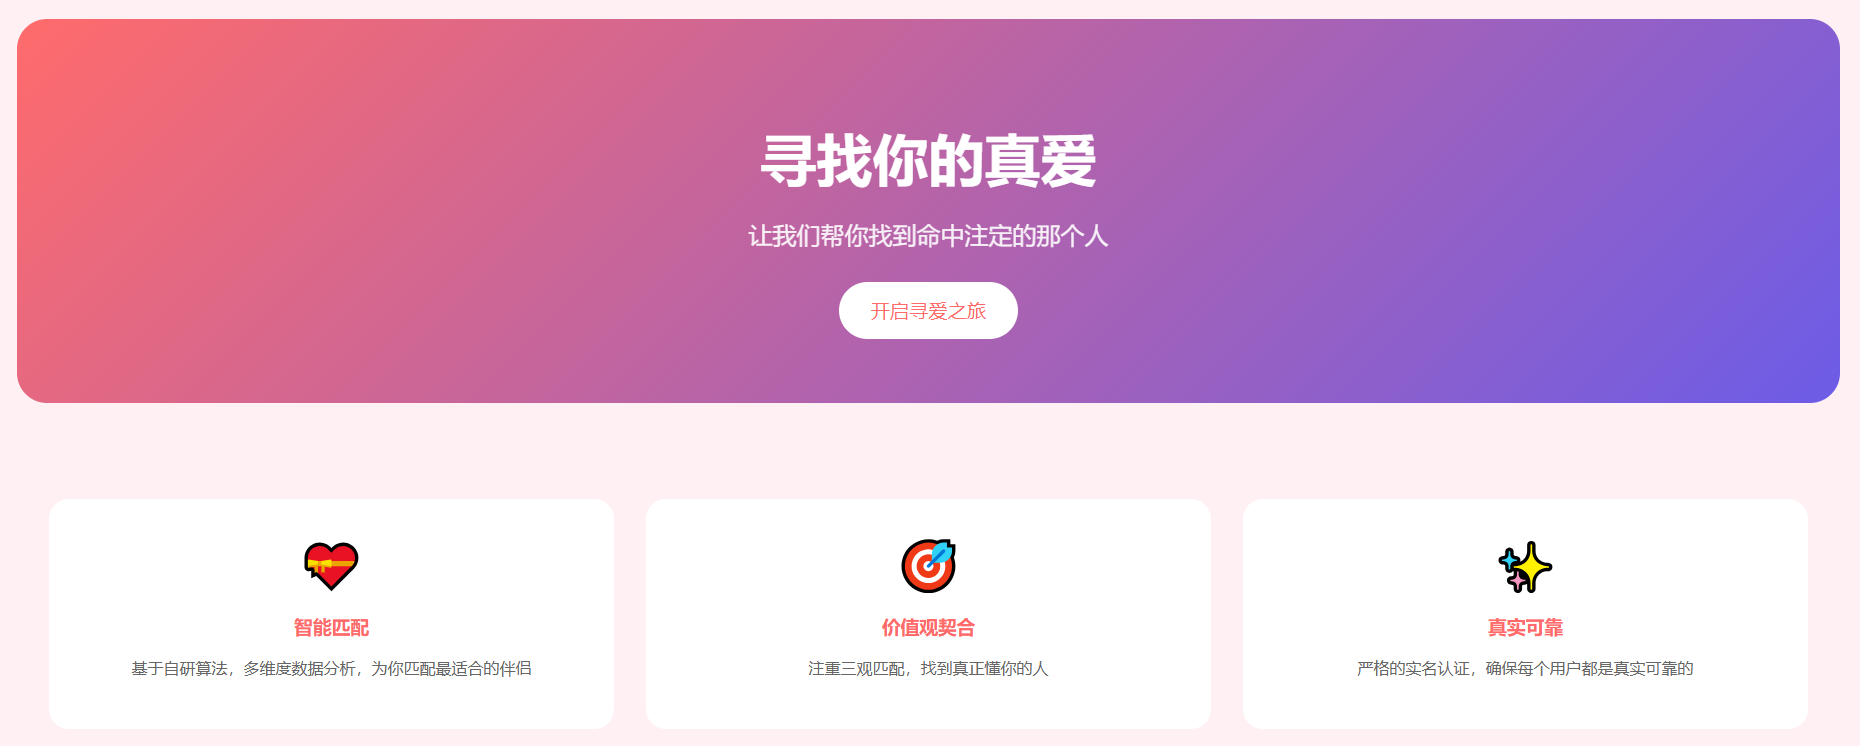 寻找你的真爱
让我们帮你找到命中注定的那个人
开启寻爱之旅
智能匹配
基于自研算法，多维度数据分析，为你匹配最适合的伴侣
价值观契合
注重三观匹配，找到真正懂你的人
真实可靠
严格的实名认证，确保每个用户都是真实可靠的